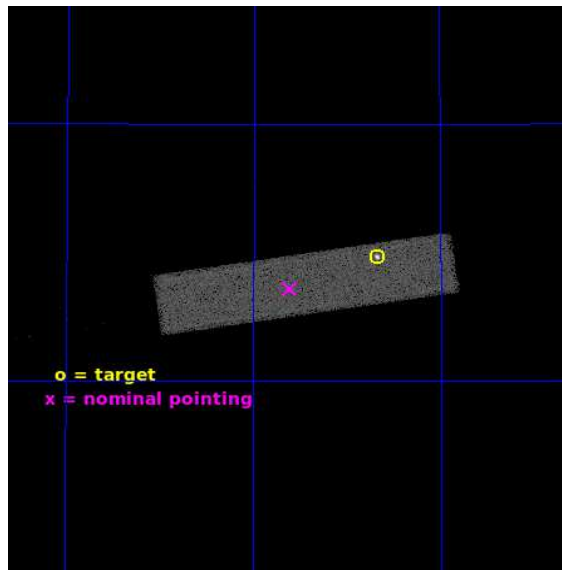 o = target
x = nominal pointing